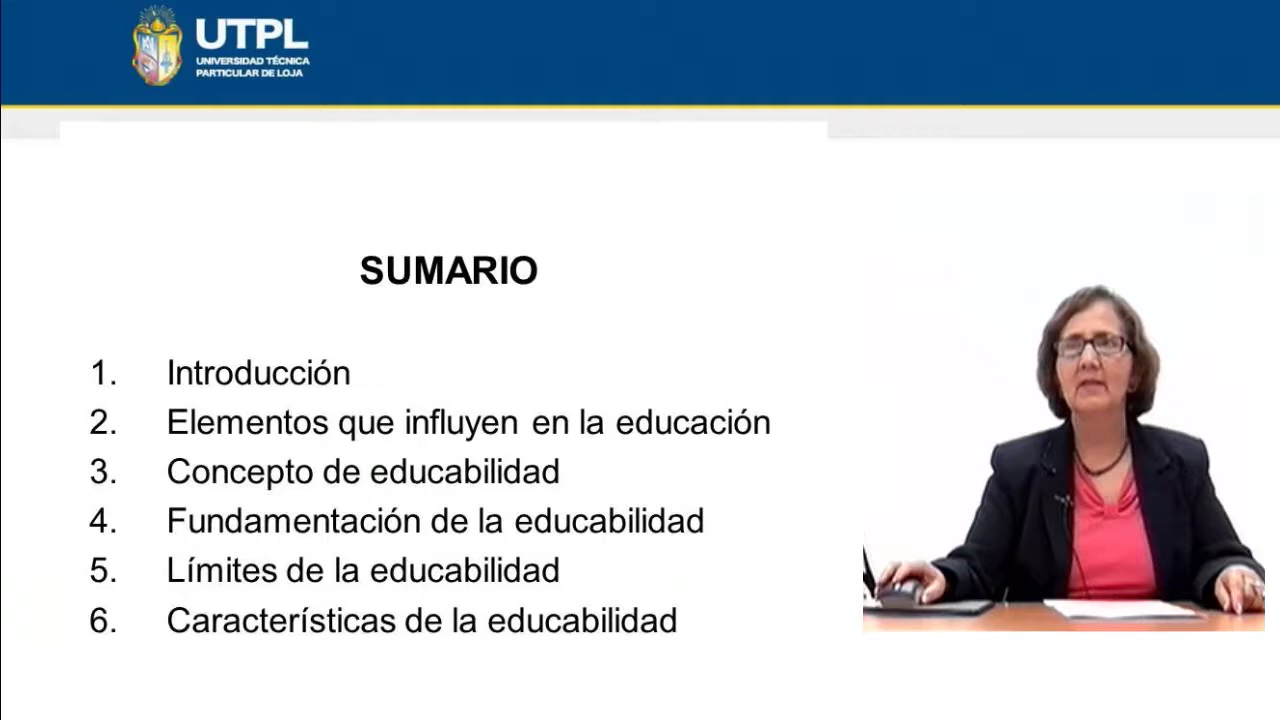 UTPL
UNIVERSIDAD TÉCNICA
PARTICULAR DE LOJA
SUMARIO
1. Introducción
2. Elementos que influyen en la educación
3. Concepto de educabilidad
4. Fundamentación de la educabilidad
5. Límites de la educabilidad
6. Características de la educabilidad